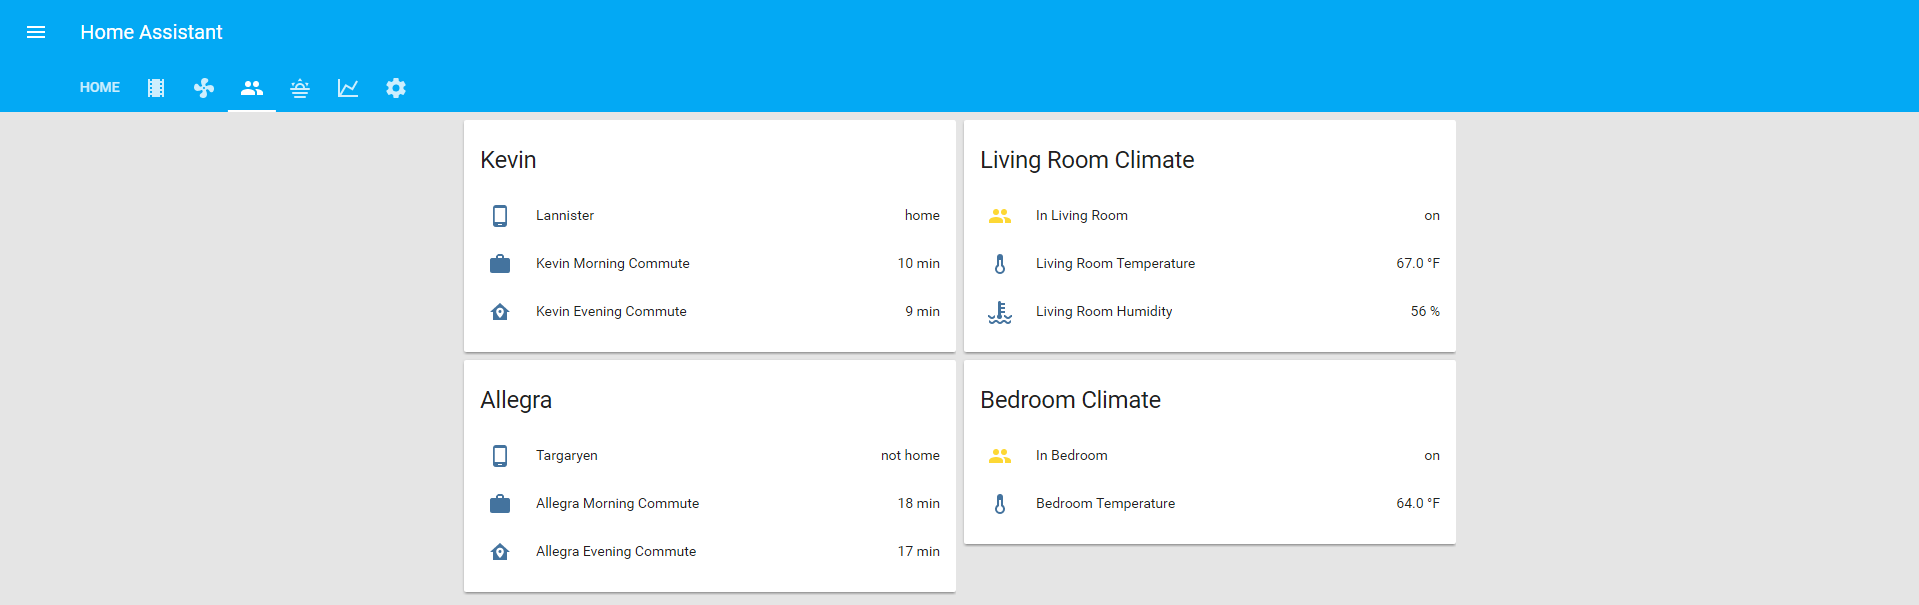 Home Assistant
HOME
Kevin
Lannister home
Kevin Morning Commute 10 min
Kevin Evening Commute 9 min
Allegra
Targaryen not home
Allegra Morning Commute 18 min
Allegra Evening Commute 17 min
Living Room Climate
In Living Room on
Living Room Temperature 67.0 °F
Living Room Humidity 56 %
Bedroom Climate
In Bedroom on
Bedroom Temperature 64.0 °F